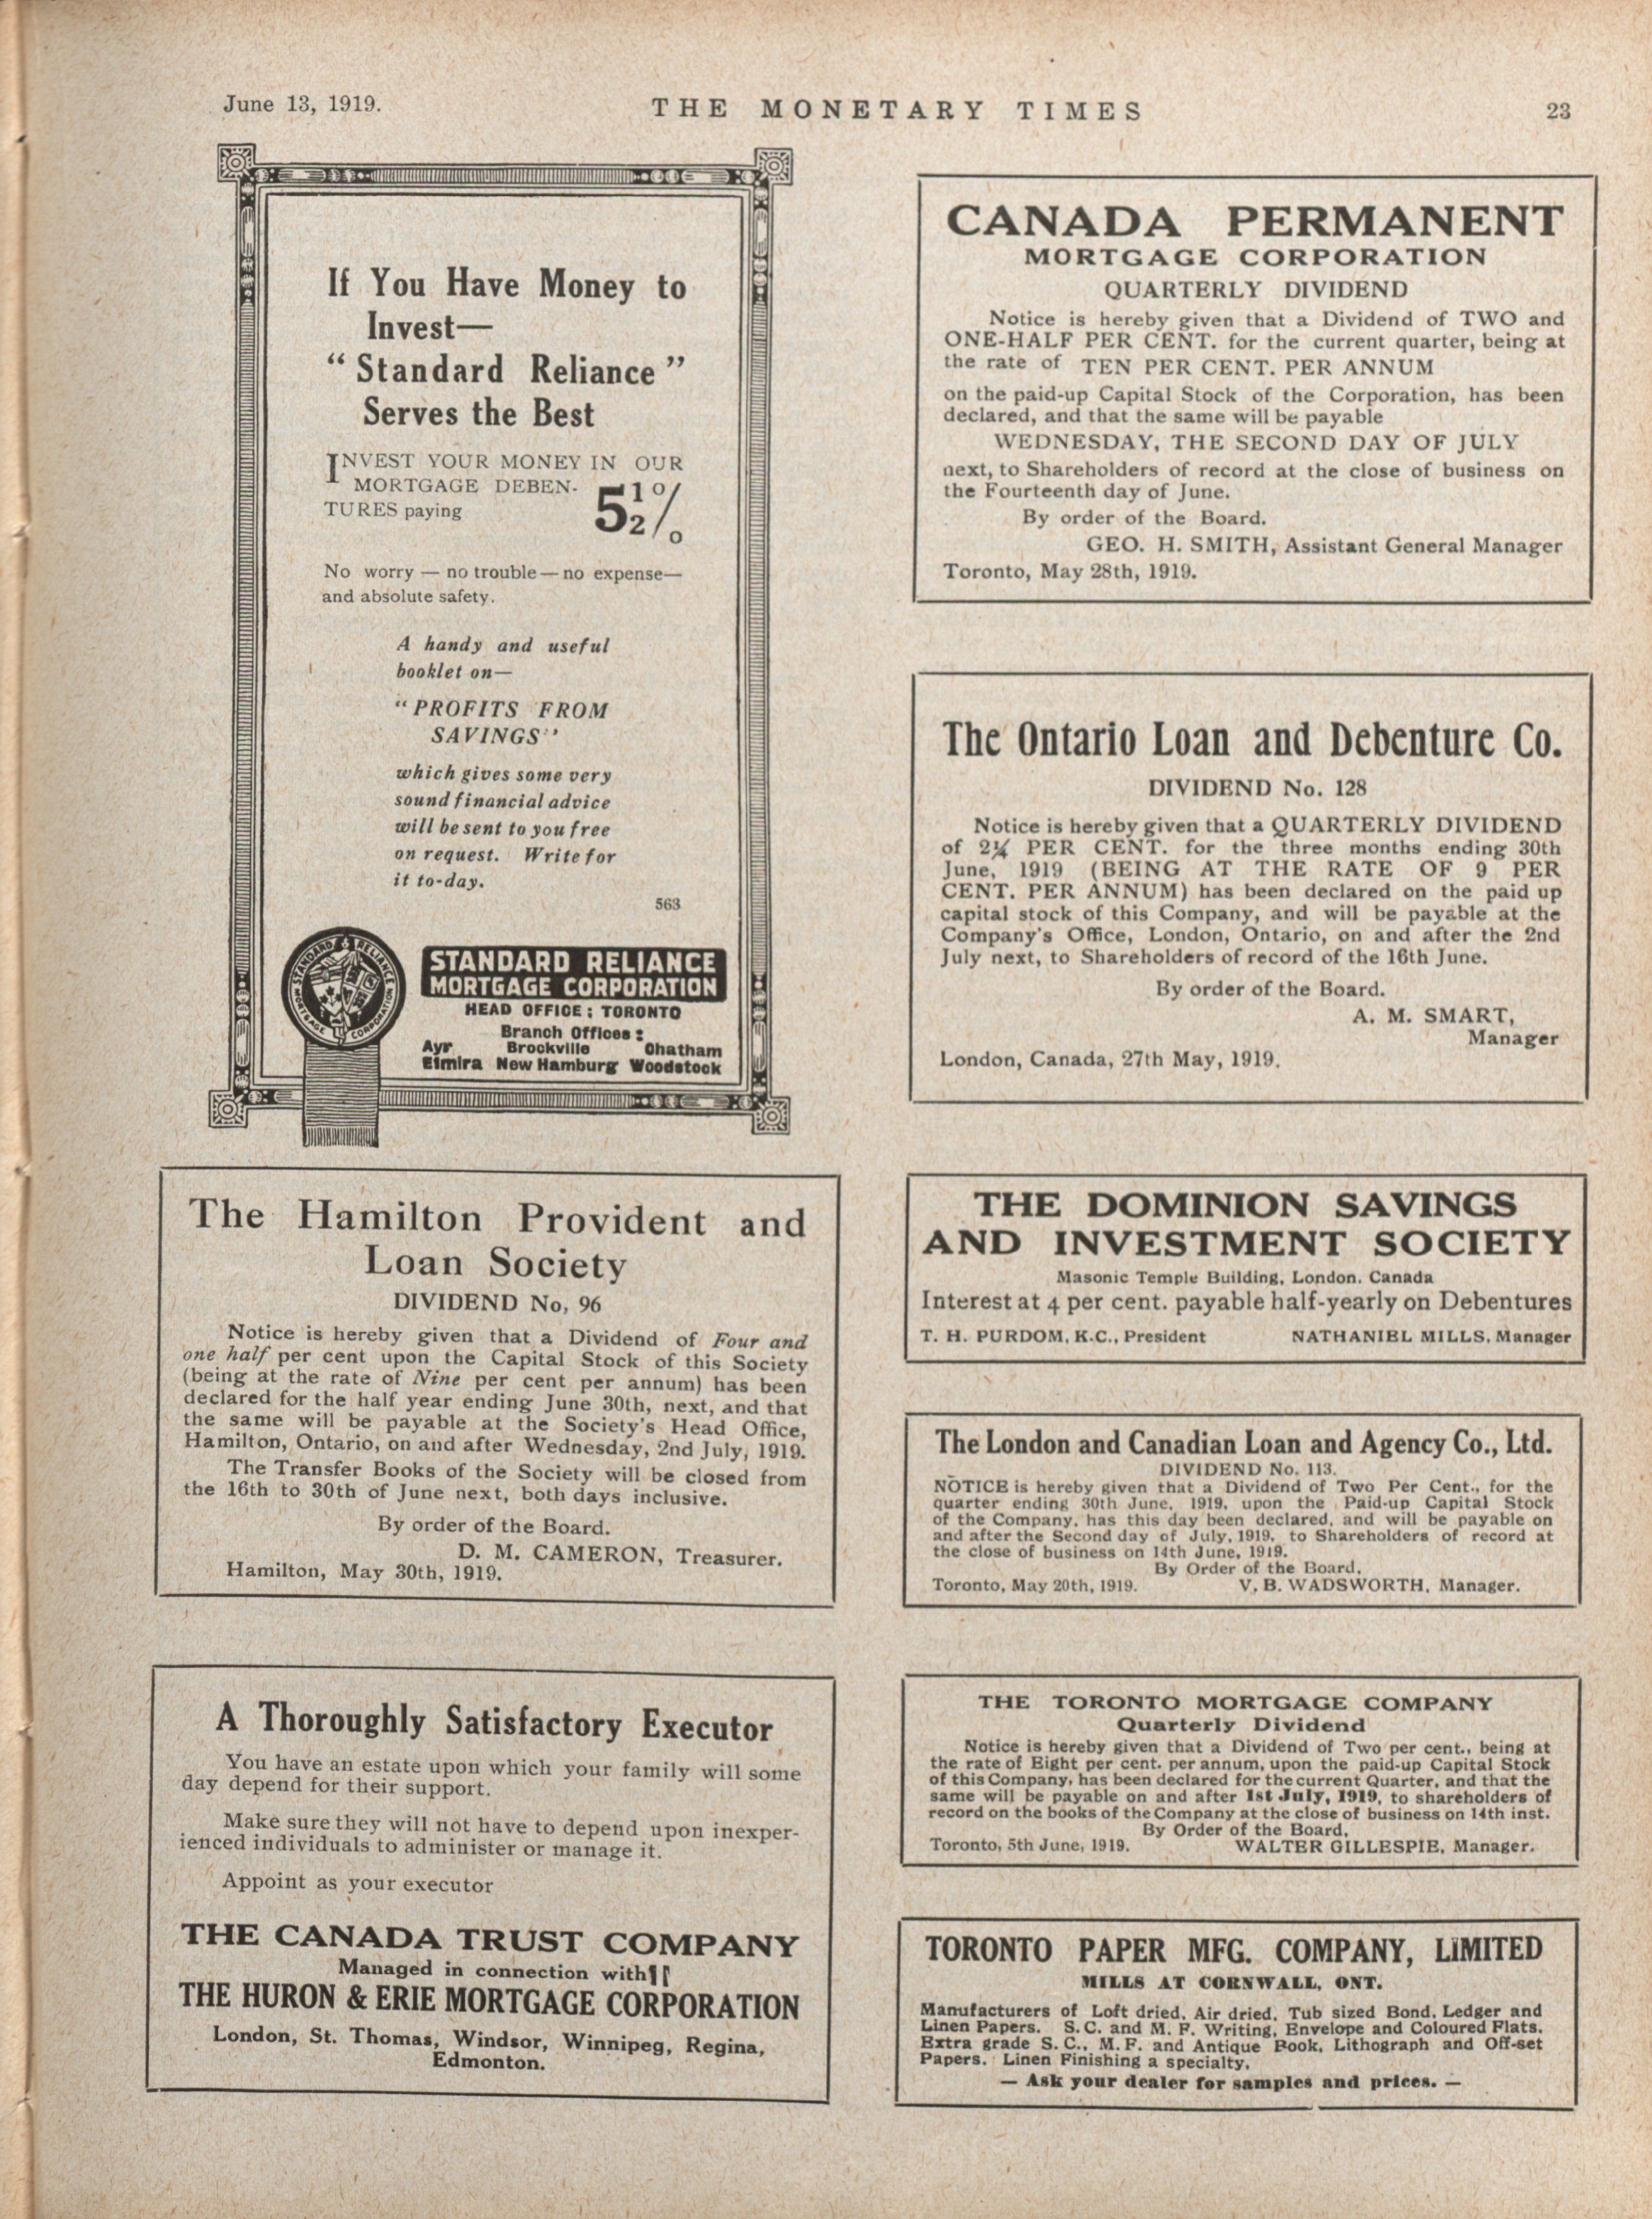 June 13, 1919.
THE MONETARY TIMES
23
If You Have Money to
Invest—
"Standard Reliance"
Serves the Best
INVEST YOUR MONEY IN OUR
MORTGAGE DEBEN-
TURES paying
5½%
No worry — no trouble — no expense—
and absolute safety.
A handy and useful
booklet on—
"PROFITS FROM
SAVINGS"
which gives some very
sound financial advice
will be sent to you free
on request. Write for
it to-day.
563
STANDARD & RELIANCE MORTGAGE CORPORATION
STANDARD RELIANCE
MORTGAGE CORPORATION
HEAD OFFICE: TORONTO
Branch Offices:
Ayr Brockville Chatham
Elmira New Hamburg Woodstock
The Hamilton Provident and
Loan Society
DIVIDEND No, 96
Notice is hereby given that a Dividend of Four and
one half per cent upon the Capital Stock of this Society
(being at the rate of Nine per cent per annum) has been
declared for the half year ending June 30th, next, and that
the same will be payable at the Society's Head Office,
Hamilton, Ontario, on and after Wednesday, 2nd July, 1919.
The Transfer Books of the Society will be closed from
the 16th to 30th of June next, both days inclusive.
By order of the Board.
D. M. CAMERON, Treasurer.
Hamilton, May 30th, 1919.
A Thoroughly Satisfactory Executor
You have an estate upon which your family will some
day depend for their support.
Make sure they will not have to depend upon inexper-
ienced individuals to administer or manage it.
Appoint as your executor
THE CANADA TRUST COMPANY
Managed in connection with
THE HURON & ERIE MORTGAGE CORPORATION
London, St. Thomas, Windsor, Winnipeg, Regina,
Edmonton.
CANADA PERMANENT
MORTGAGE CORPORATION
QUARTERLY DIVIDEND
Notice is hereby given that a Dividend of TWO and
ONE-HALF PER CENT. for the current quarter, being at
the rate of TEN PER CENT. PER ANNUM
on the paid-up Capital Stock of the Corporation, has been
declared, and that the same will be payable
WEDNESDAY, THE SECOND DAY OF JULY
next, to Shareholders of record at the close of business on
the Fourteenth day of June.
By order of the Board.
GEO. H. SMITH, Assistant General Manager
Toronto, May 28th, 1919.
The Ontario Loan and Debenture Co.
DIVIDEND No. 128
Notice is hereby given that a QUARTERLY DIVIDEND
of 2¼ PER CENT. for the three months ending 30th
June, 1919 (BEING AT THE RATE OF 9 PER
CENT. PER ANNUM) has been declared on the paid up
capital stock of this Company, and will be payable at the
Company's Office, London, Ontario, on and after the 2nd
July next, to Shareholders of record of the 16th June.
By order of the Board.
A. M. SMART,
Manager
London, Canada, 27th May, 1919.
THE DOMINION SAVINGS
AND INVESTMENT SOCIETY
Masonic Temple Building, London, Canada
Interest at 4 per cent. payable half-yearly on Debentures
T. H. PURDOM, K.C., President NATHANIEL MILLS, Manager
The London and Canadian Loan and Agency Co., Ltd.
DIVIDEND No. 113.
NOTICE is hereby given that a Dividend of Two Per Cent., for the
quarter ending 30th June, 1919, upon the Paid-up Capital Stock
of the Company, has this day been declared, and will be payable on
and after the Second day of July, 1919, to Shareholders of record at
the close of business on 14th June, 1919.
By Order of the Board,
Toronto, May 20th, 1919. V. B. WADSWORTH, Manager.
THE TORONTO MORTGAGE COMPANY
Quarterly Dividend
Notice is hereby given that a Dividend of Two per cent., being at
the rate of Eight per cent. per annum, upon the paid-up Capital Stock
of this Company, has been declared for the current Quarter, and that the
same will be payable on and after 1st July, 1919, to shareholders of
record on the books of the Company at the close of business on 14th inst.
By Order of the Board,
Toronto, 5th June, 1919. WALTER GILLESPIE, Manager.
TORONTO PAPER MFG. COMPANY, LIMITED
MILLS AT CORNWALL, ONT.
Manufacturers of Loft dried, Air dried, Tub sized Bond, Ledger and
Linen Papers. S. C. and M. F. Writing, Envelope and Coloured Flats.
Extra grade S. C., M. F. and Antique Book, Lithograph and Off-set
Papers. Linen Finishing a specialty.
— Ask your dealer for samples and prices. —